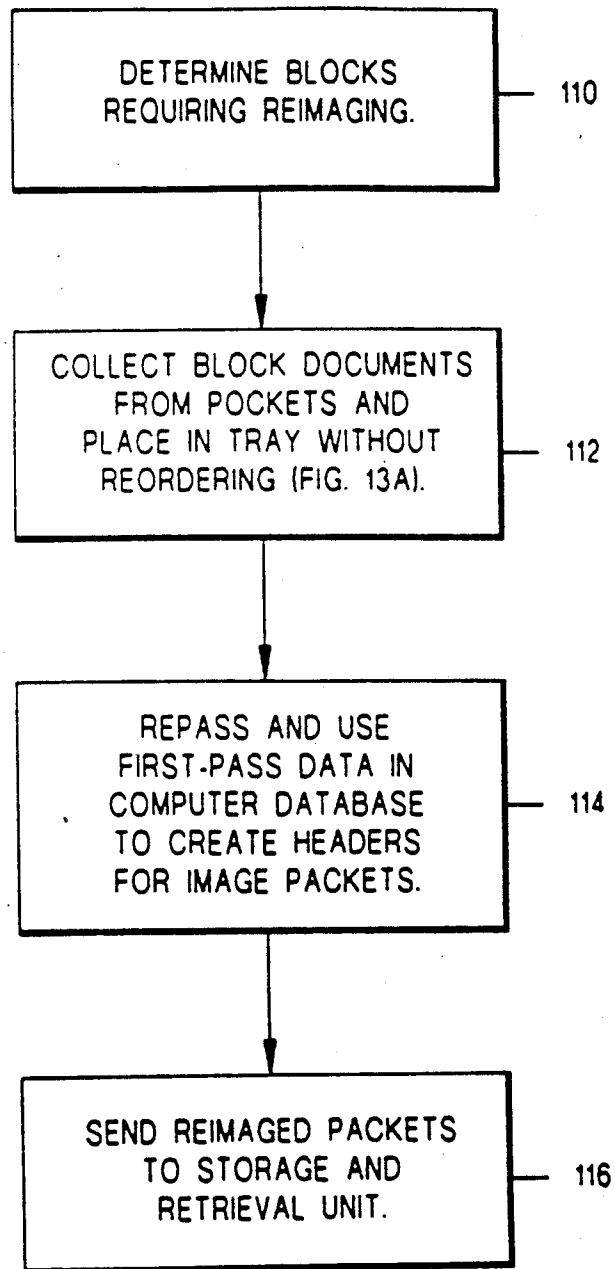 DETERMINE BLOCKS
REQUIRING REIMAGING.
110
COLLECT BLOCK DOCUMENTS
FROM POCKETS AND
PLACE IN TRAY WITHOUT
REORDERING (FIG. 13A).
112
REPASS AND USE
FIRST-PASS DATA IN
COMPUTER DATABASE
TO CREATE HEADERS
FOR IMAGE PACKETS.
114
SEND REIMAGED PACKETS
TO STORAGE AND
RETRIEVAL UNIT.
116